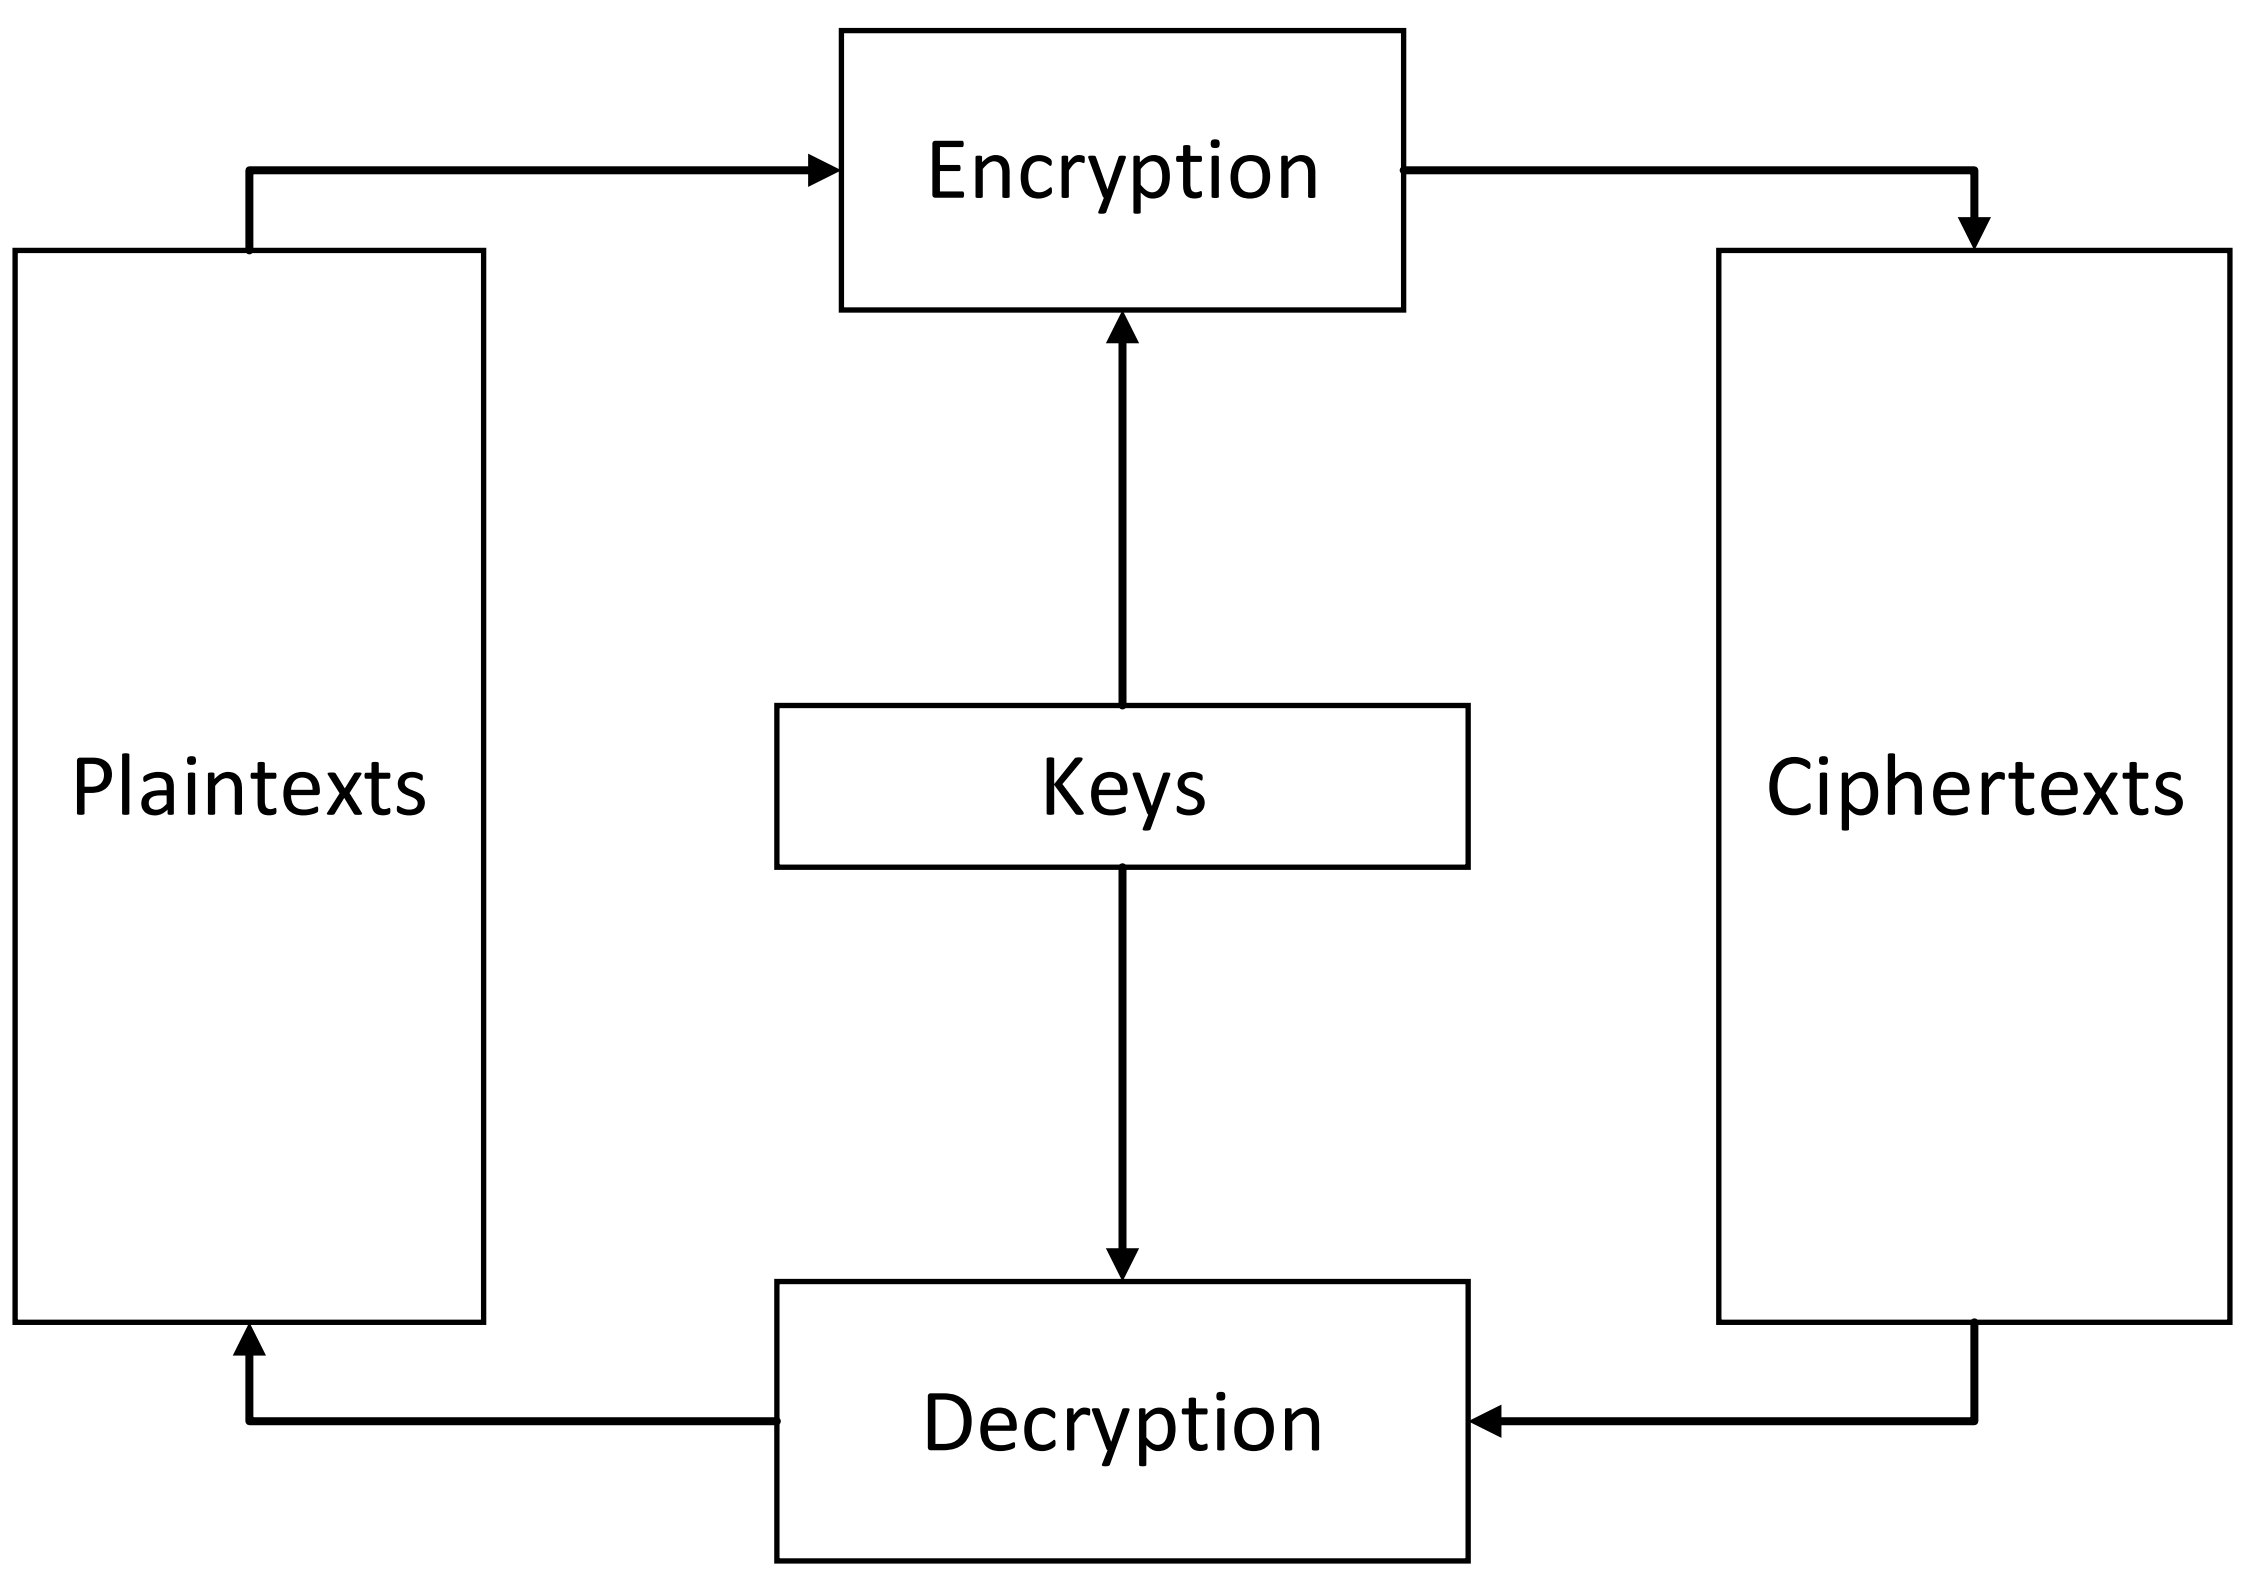 Encryption
Plaintexts
Keys
Ciphertexts
Decryption